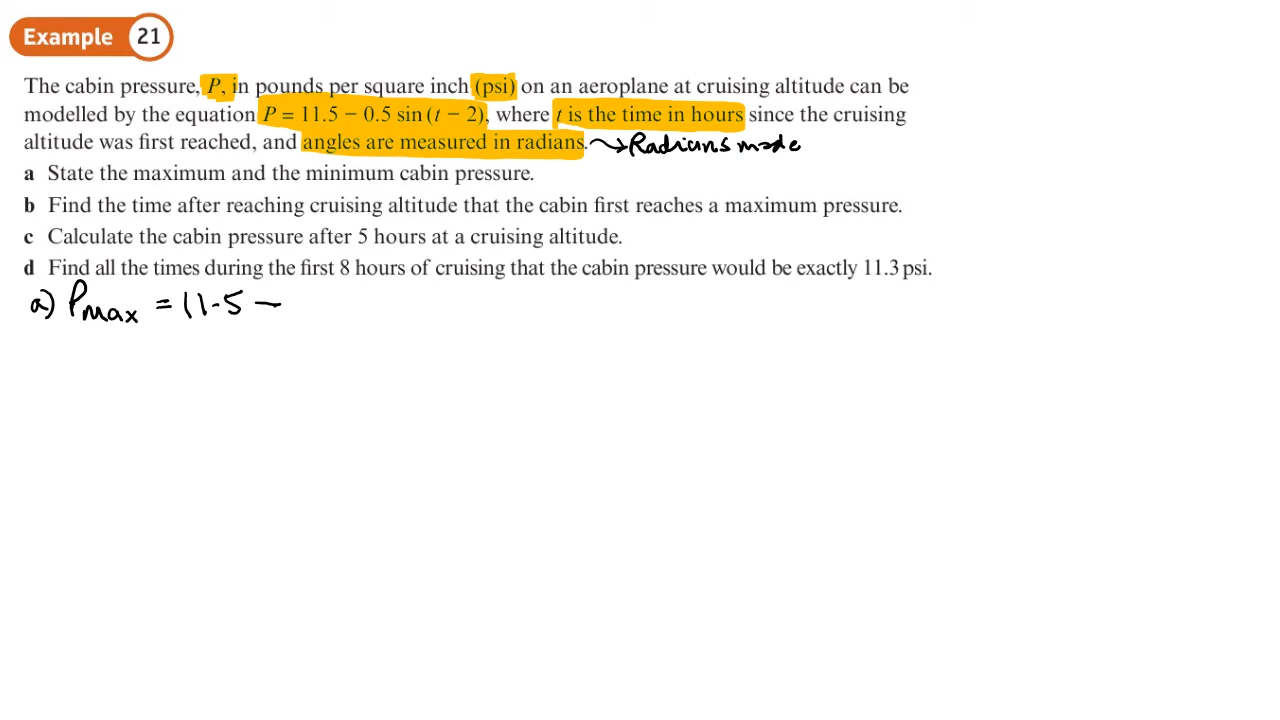 Example 21
The cabin pressure, P, in pounds per square inch (psi) on an aeroplane at cruising altitude can be
modelled by the equation P = 11.5 − 0.5 sin (t − 2), where t is the time in hours since the cruising
altitude was first reached, and angles are measured in radians. → Radians mode
a State the maximum and the minimum cabin pressure.
b Find the time after reaching cruising altitude that the cabin first reaches a maximum pressure.
c Calculate the cabin pressure after 5 hours at a cruising altitude.
d Find all the times during the first 8 hours of cruising that the cabin pressure would be exactly 11.3 psi.
a) Pmax = 11.5 −